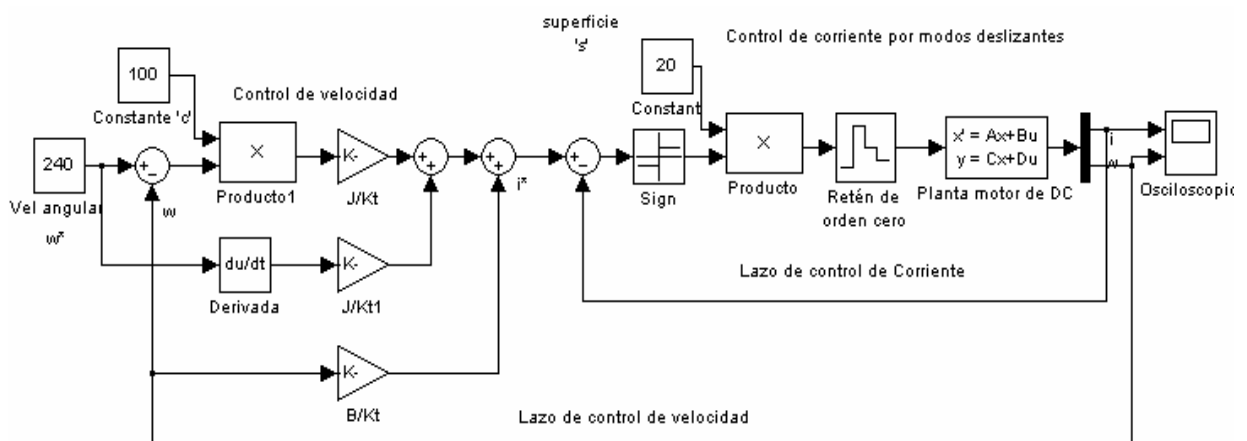 superficie
's'
Control de corriente por modos deslizantes
100
Constante 'c'
Control de velocidad
20
Constant
240
Vel angular
w*
w
X
Producto1
K-
J/Kt
i*
Sign
X
Producto
Retén de
orden cero
x' = Ax+Bu
y = Cx+Du
Planta motor de DC
i
w
Osciloscopio
du/dt
Derivada
K-
J/Kt1
Lazo de control de Corriente
K-
B/Kt
Lazo de control de velocidad